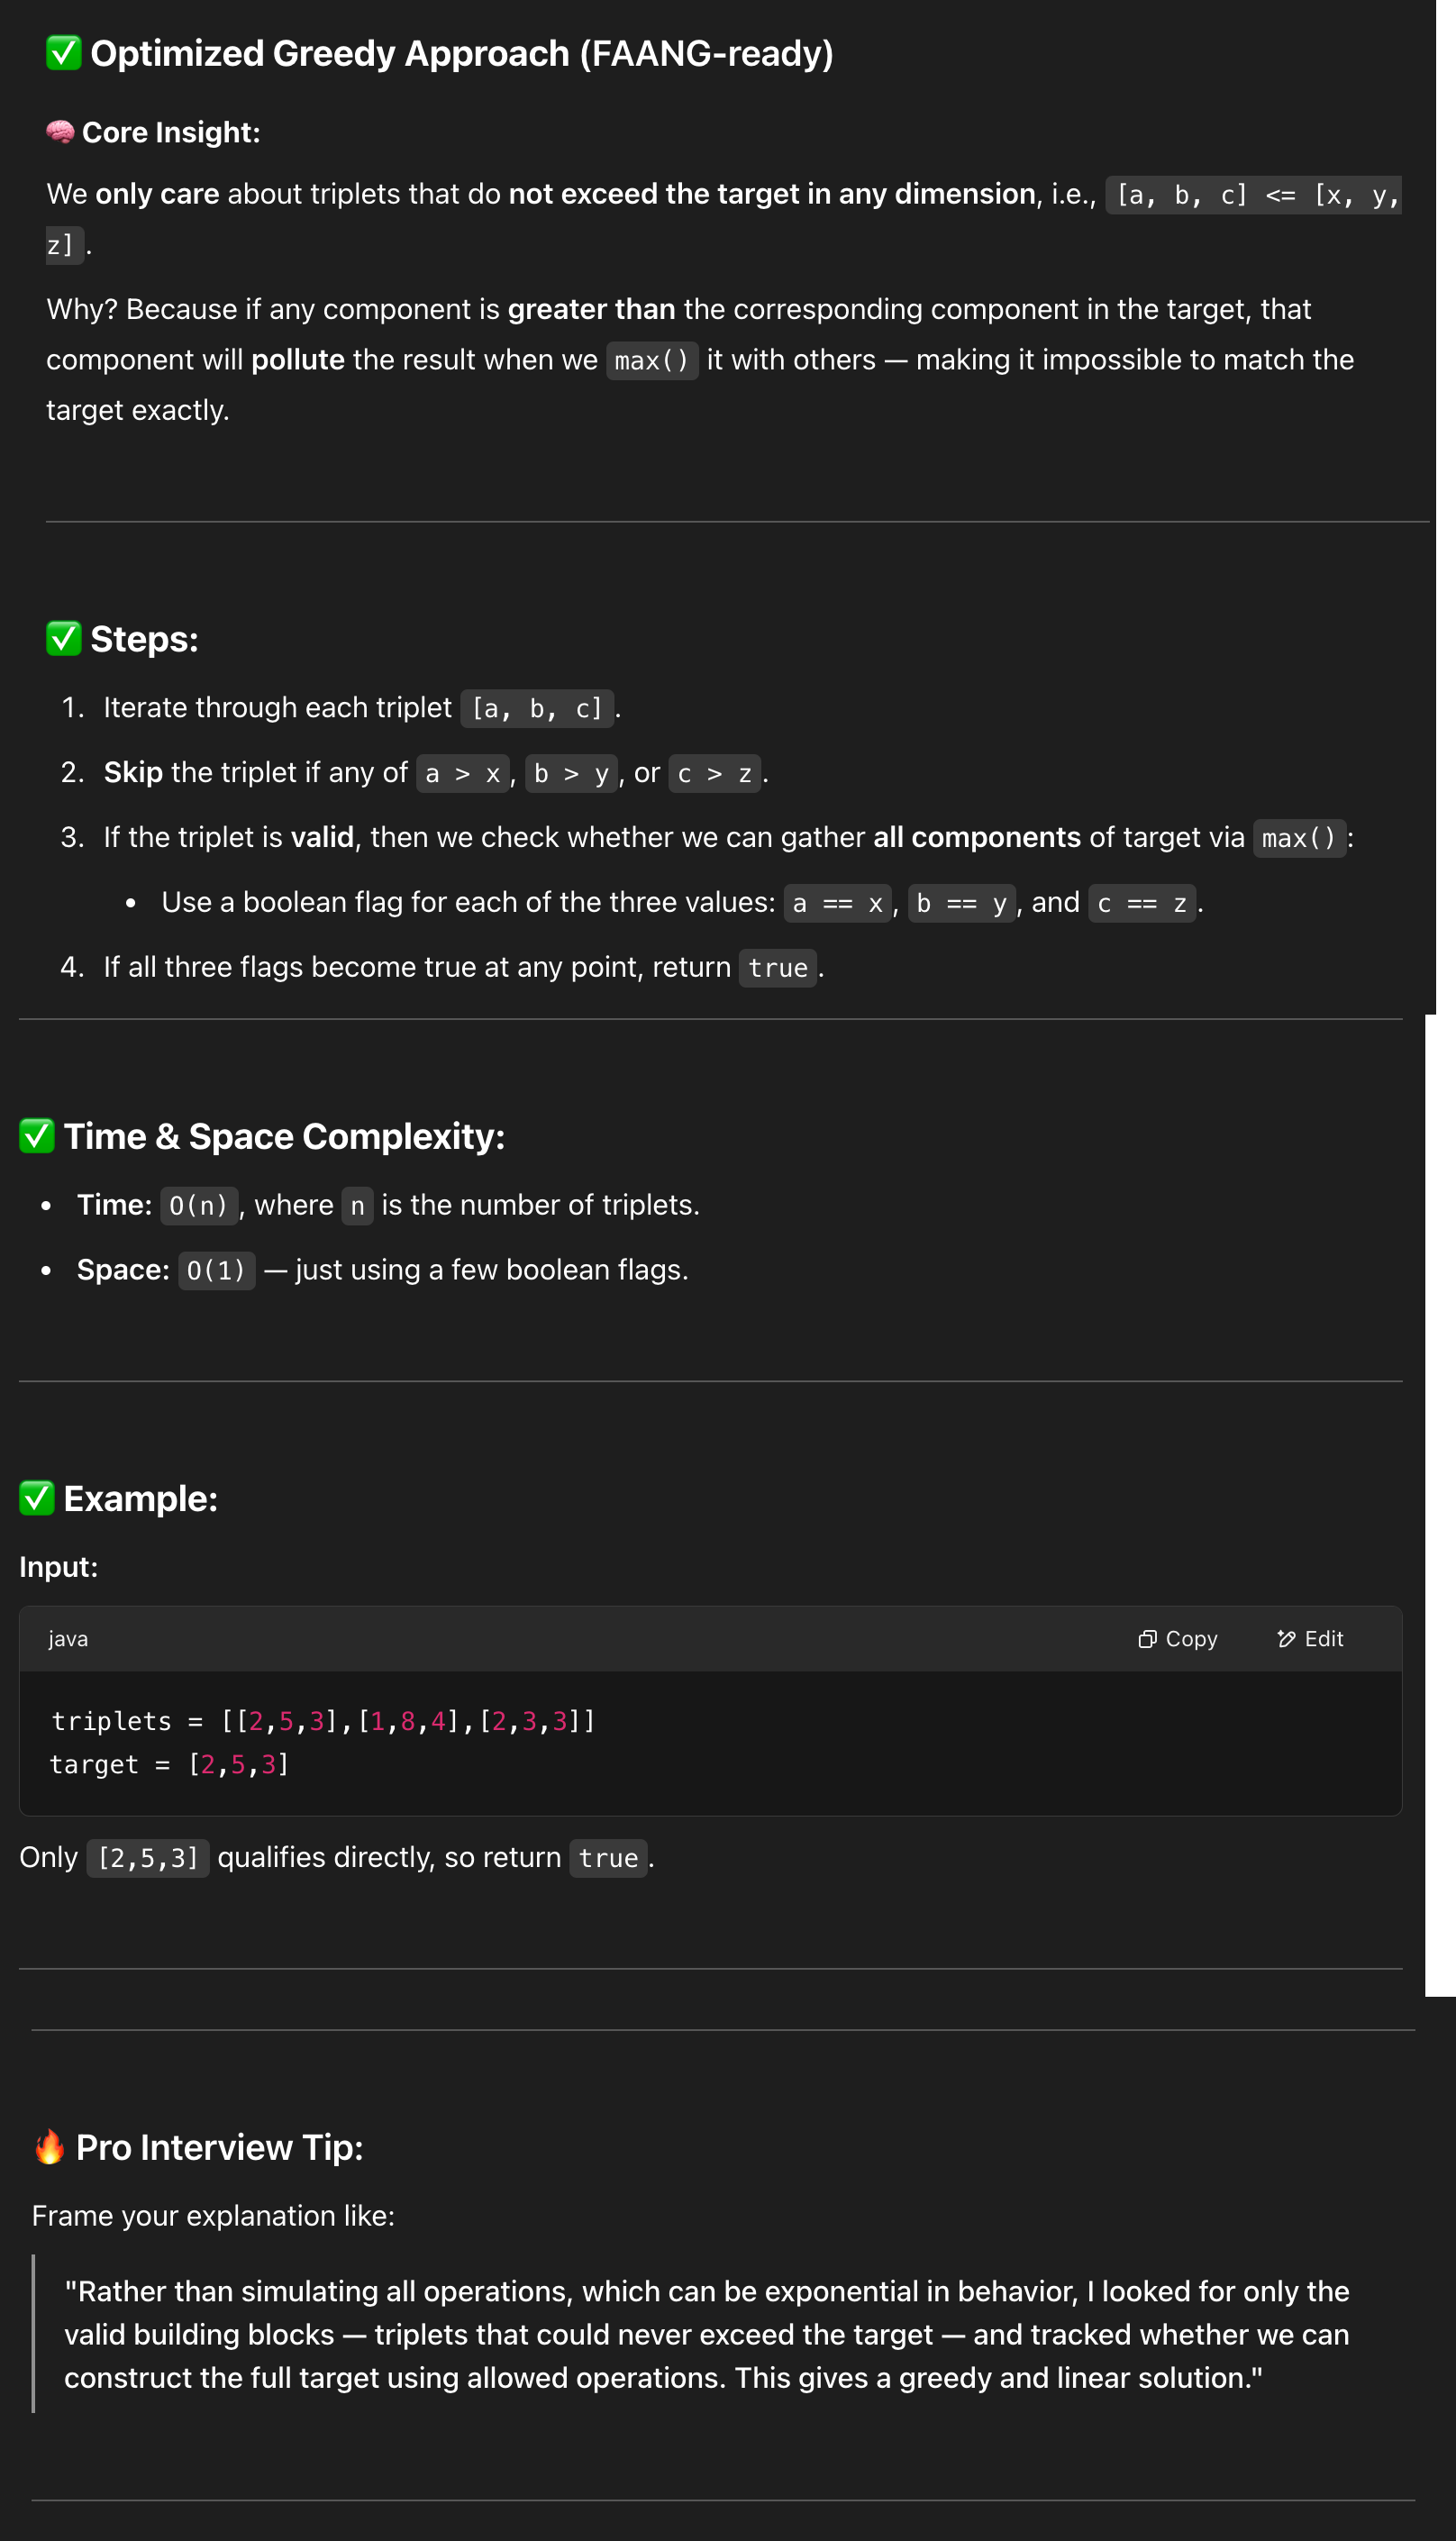 ✅ Optimized Greedy Approach (FAANG-ready)
🧠 Core Insight:
We only care about triplets that do not exceed the target in any dimension, i.e., [a, b, c] <= [x, y,
z] .
Why? Because if any component is greater than the corresponding component in the target, that
component will pollute the result when we max() it with others — making it impossible to match the
target exactly.
✅ Steps:
1. Iterate through each triplet [a, b, c] .
2. Skip the triplet if any of a > x , b > y , or c > z .
3. If the triplet is valid, then we check whether we can gather all components of target via max() :
• Use a boolean flag for each of the three values: a == x , b == y , and c == z .
4. If all three flags become true at any point, return true .
✅ Time & Space Complexity:
• Time: O(n) , where n is the number of triplets.
• Space: O(1) — just using a few boolean flags.
✅ Example:
Input:
java Copy Edit
triplets = [[2,5,3],[1,8,4],[2,3,3]]
target = [2,5,3]
Only [2,5,3] qualifies directly, so return true .
🔥 Pro Interview Tip:
Frame your explanation like:
"Rather than simulating all operations, which can be exponential in behavior, I looked for only the
valid building blocks — triplets that could never exceed the target — and tracked whether we can
construct the full target using allowed operations. This gives a greedy and linear solution."